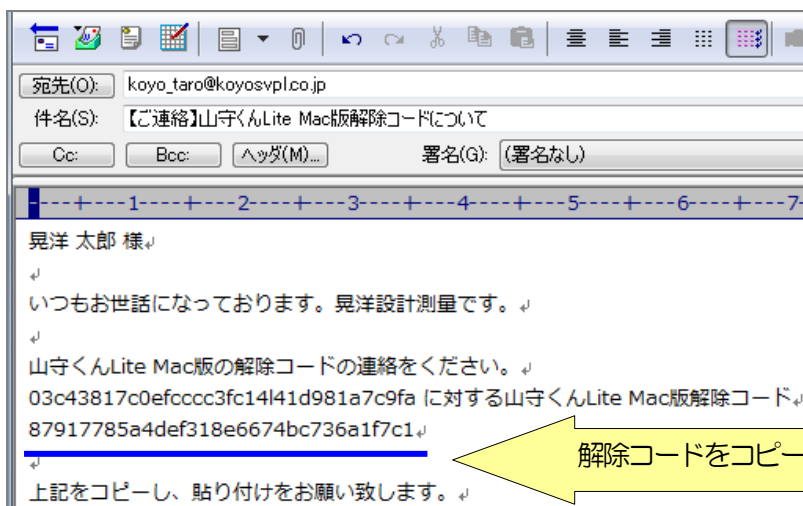 宛先(O):
koyo_taro@koyosvpl.co.jp
件名(S):
【ご連絡】山守くんLite Mac版解除コードについて
Cc: Bcc: ヘッダ(M)... 署名(G): (署名なし)
----+----1----+----2----+----3----+----4----+----5----+----6----+----7-
晃洋 太郎 様
いつもお世話になっております。晃洋設計測量です。
山守くんLite Mac版の解除コードの連絡をください。
03c43817c0efcccc3fc14l41d981a7c9fa に対する山守くんLite Mac版解除コード
87917785a4def318e6674bc736a1f7c1
解除コードをコピー
上記をコピーし、貼り付けをお願い致します。